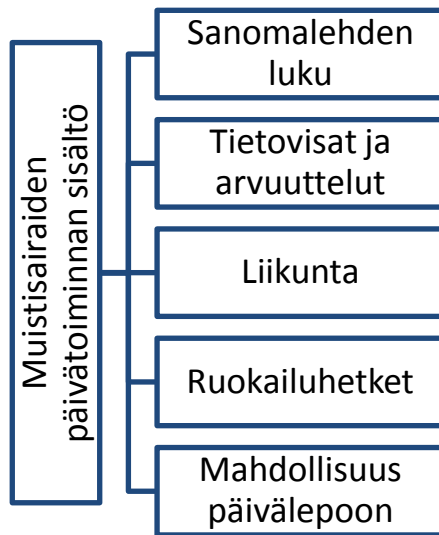 Muistisairaiden
päivätoiminnan sisältö
Sanomalehden
luku
Tietovisat ja
arvuuttelut
Liikunta
Ruokailuhetket
Mahdollisuus
päivälepoon